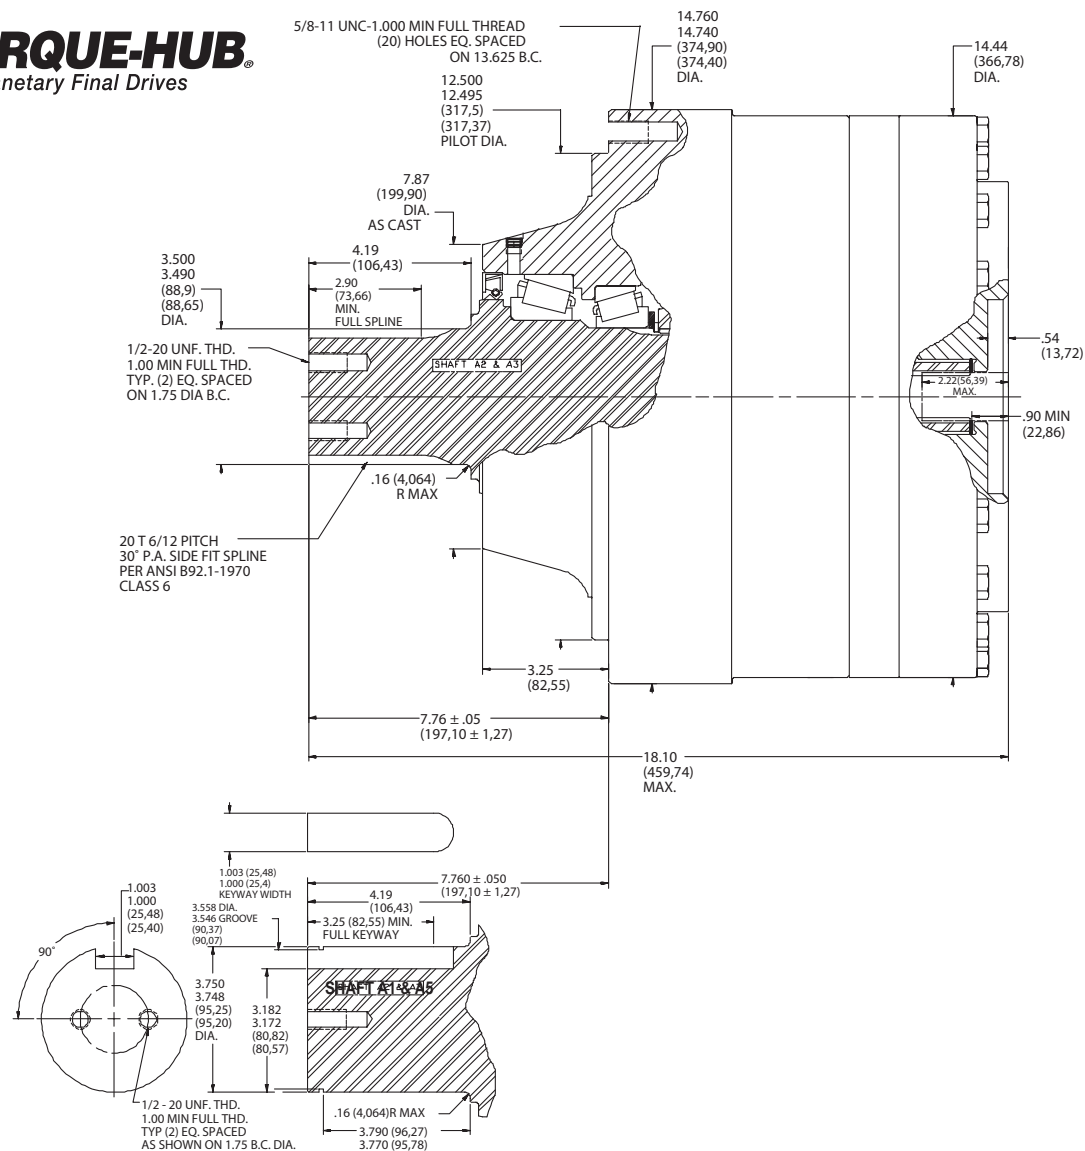 RQUE-HUB®
netary Final Drives
5/8-11 UNC-1.000 MIN FULL THREAD
(20) HOLES EQ. SPACED
ON 13.625 B.C.
14.760
14.740
(374,90)
(374,40)
DIA.
14.44
(366,78)
DIA.
12.500
12.495
(317,5)
(317,37)
PILOT DIA.
7.87
(199,90)
DIA.
AS CAST
4.19
(106,43)
2.90
(73,66)
MIN.
FULL SPLINE
3.500
3.490
(88,9)
(88,65)
DIA.
1/2-20 UNF. THD.
1.00 MIN FULL THD.
TYP. (2) EQ. SPACED
ON 1.75 DIA B.C.
SHAFT A2 & A3
.54
(13,72)
2.22(56,39)
MAX.
.90 MIN
(22,86)
.16 (4,064)
R MAX
20 T 6/12 PITCH
30° P.A. SIDE FIT SPLINE
PER ANSI B92.1-1970
CLASS 6
3.25
(82,55)
7.76 ± .05
(197,10 ± 1,27)
18.10
(459,74)
MAX.
1.003 (25,48)
1.000 (25,4)
KEYWAY WIDTH
7.760 ± .050
(197,10 ± 1,27)
4.19
(106,43)
3.25 (82,55) MIN.
FULL KEYWAY
3.558 DIA.
3.546 GROOVE
(90,37)
(90,07)
1.003
1.000
(25,48)
(25,40)
90°
3.750
3.748
(95,25)
(95,20)
DIA.
3.182
3.172
(80,82)
(80,57)
SHAFT A1 & A5
1/2 - 20 UNF. THD.
1.00 MIN FULL THD.
TYP (2) EQ. SPACED
AS SHOWN ON 1.75 B.C. DIA.
.16 (4,064)R MAX
3.790 (96,27)
3.770 (95,78)